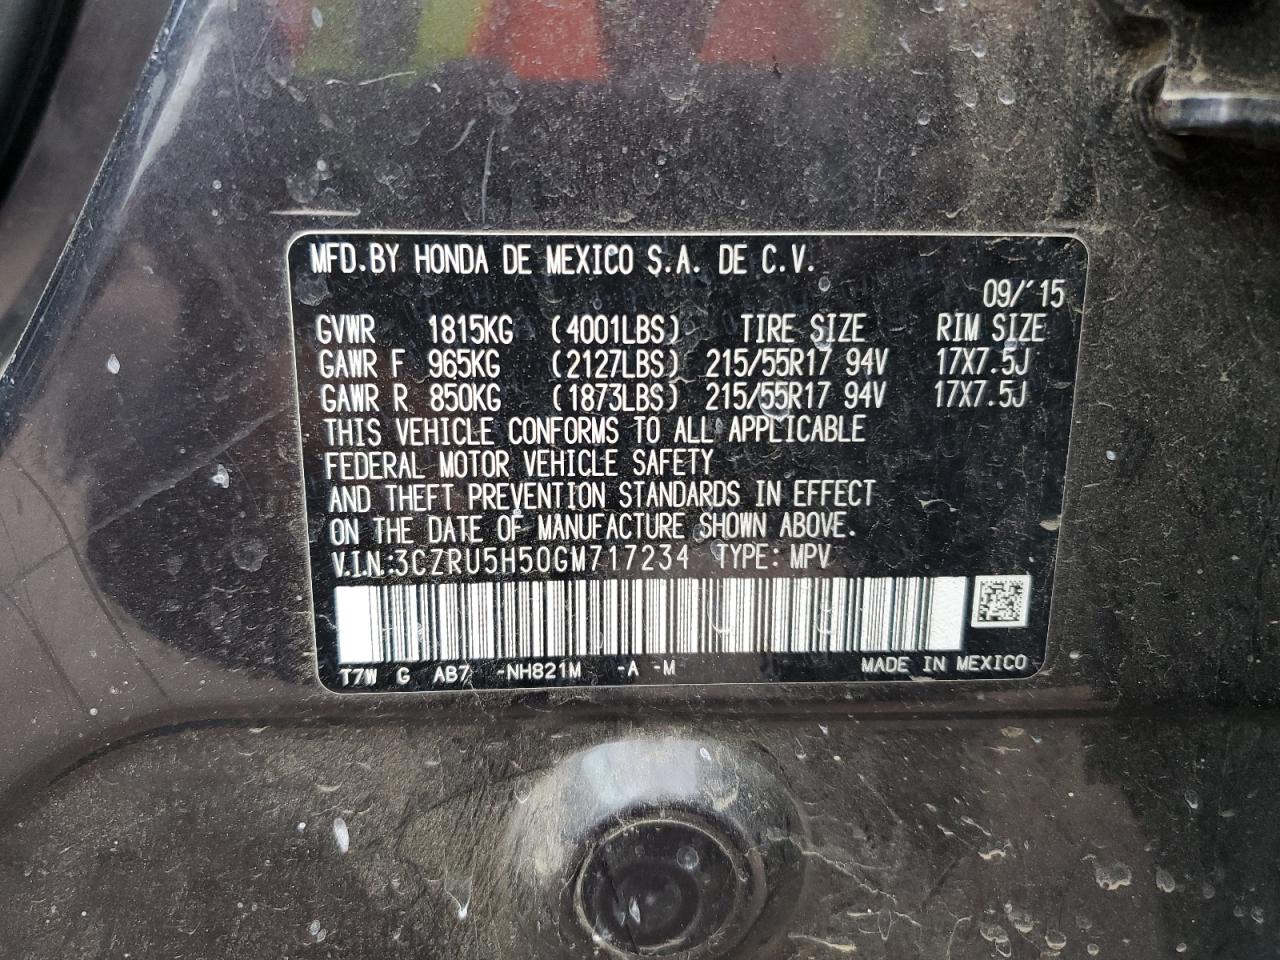 MFD.BY HONDA DE MEXICO S.A. DE C.V.
09/'15
GVWR 1815KG (4001LBS) TIRE SIZE RIM SIZE
GAWR F 965KG (2127LBS) 215/55R17 94V 17X7.5J
GAWR R 850KG (1873LBS) 215/55R17 94V 17X7.5J
THIS VEHICLE CONFORMS TO ALL APPLICABLE
FEDERAL MOTOR VEHICLE SAFETY
AND THEFT PREVENTION STANDARDS IN EFFECT
ON THE DATE OF MANUFACTURE SHOWN ABOVE.
V.I.N.:3CZRU5H50GM717234 TYPE: MPV
T7W G AB7 -NH821M -A -M MADE IN MEXICO